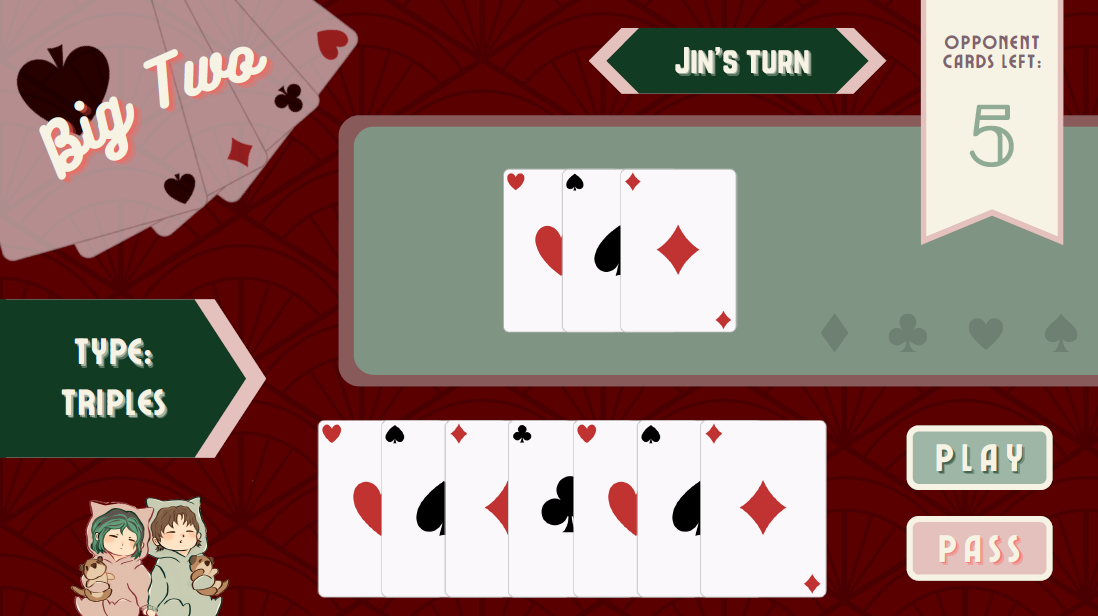 Big Two
JIN'S TURN
OPPONENT
CARDS LEFT:
5
TYPE:
TRIPLES
PLAY
PASS